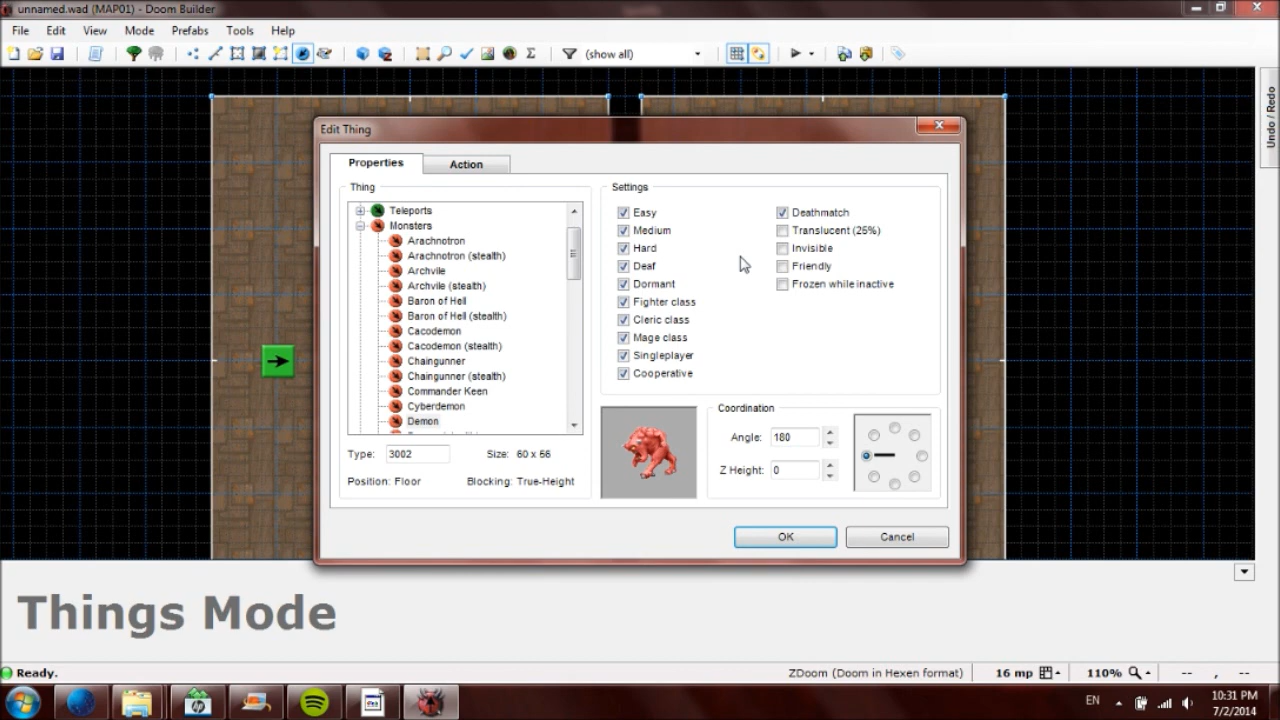 unnamed.wad (MAP01) - Doom Builder
File Edit View Mode Prefabs Tools Help
(show all)
Undo / Redo
Edit Thing
Properties Action
Thing
Teleports
Monsters
Arachnotron
Arachnotron (stealth)
Archvile
Archvile (stealth)
Baron of Hell
Baron of Hell (stealth)
Cacodemon
Cacodemon (stealth)
Chaingunner
Chaingunner (stealth)
Commander Keen
Cyberdemon
Demon
Type: 3002 Size: 60 x 56
Position: Floor Blocking: True-Height
Settings
Easy
Medium
Hard
Deaf
Dormant
Fighter class
Cleric class
Mage class
Singleplayer
Cooperative
Deathmatch
Translucent (25%)
Invisible
Friendly
Frozen while inactive
Coordination
Angle: 180
Z Height: 0
OK Cancel
Things Mode
Ready. ZDoom (Doom in Hexen format) 16 mp 110% -- , --
hp
EN 10:31 PM
7/2/2014